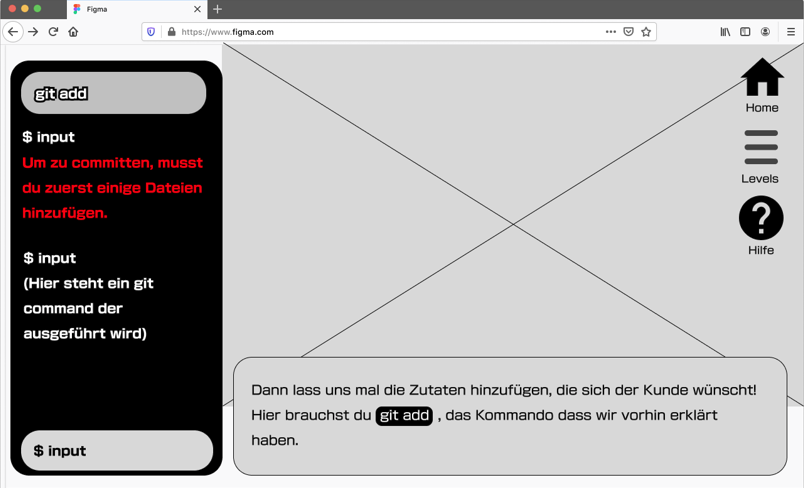 Figma
https://www.figma.com
git add
$ input
Um zu committen, musst
du zuerst einige Dateien
hinzufügen.
$ input
(Hier steht ein git
command der
ausgeführt wird)
$ input
Home
Levels
Hilfe
Dann lass uns mal die Zutaten hinzufügen, die sich der Kunde wünscht!
Hier brauchst du git add , das Kommando dass wir vorhin erklärt
haben.